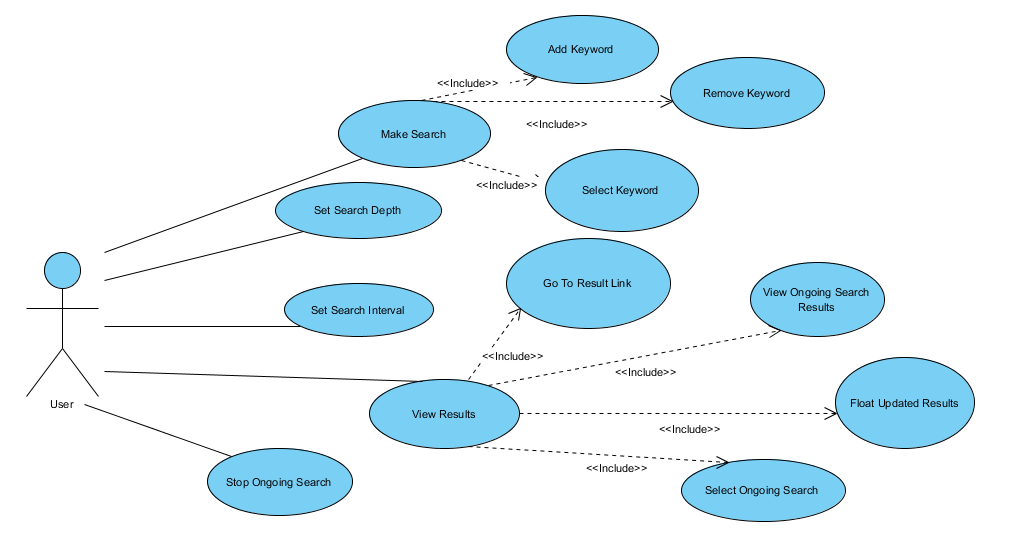 Add Keyword
<<Include>>
Remove Keyword
<<Include>>
Make Search
<<Include>>
Select Keyword
Set Search Depth
Go To Result Link
View Ongoing Search
Results
Set Search Interval
<<Include>>
<<Include>>
User
View Results
Float Updated Results
<<Include>>
<<Include>>
Stop Ongoing Search
Select Ongoing Search